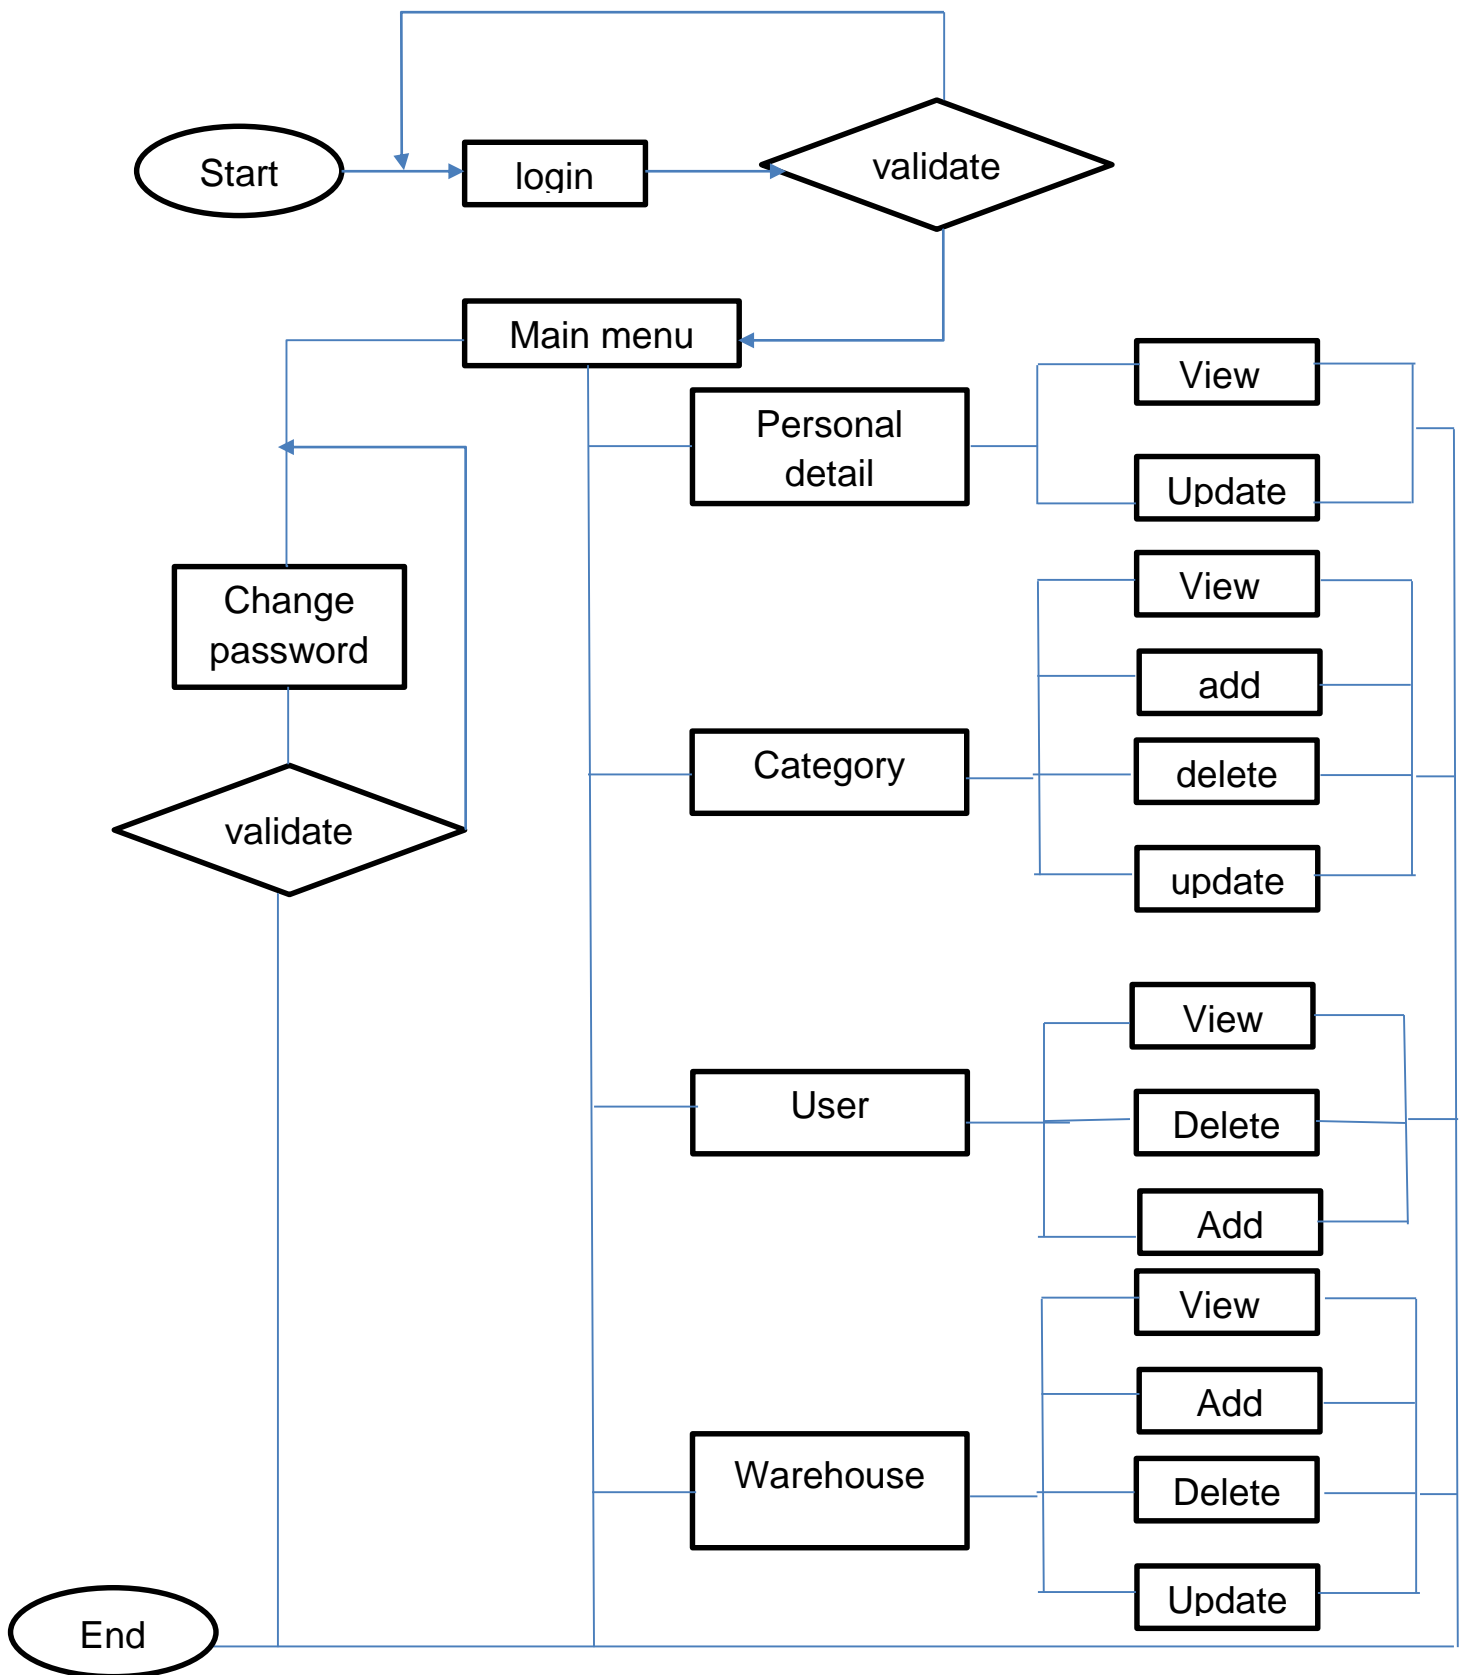 Start
login
validate
Main menu
Personal
detail
View
Update
Change
password
validate
Category
View
add
delete
update
User
View
Delete
Add
Warehouse
View
Add
Delete
Update
End